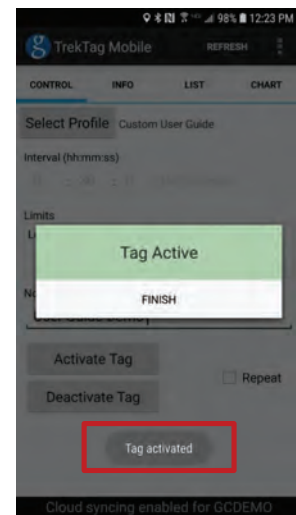 98% 12:23 PM
TrekTag Mobile REFRESH
CONTROL INFO LIST CHART
Select Profile Custom User Guide
Interval (hh:mm:ss)
Limits
Tag Active
FINISH
User Guide Demo
Activate Tag
Repeat
Deactivate Tag
Tag activated
Cloud syncing enabled for GCDEMO